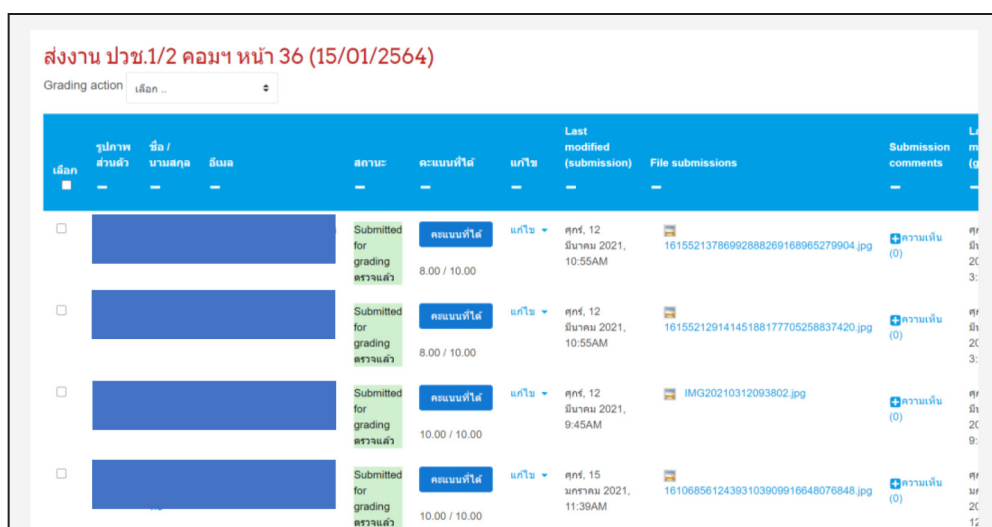 ส่งงาน ปวช.1/2 คอมฯ หน้า 36 (15/01/2564)
Grading action เลือก ..
เลือก
รูปภาพ
ส่วนตัว
ชื่อ /
นามสกุล
อีเมล
สถานะ
คะแนนที่ได้
แก้ไข
Last
modified
(submission)
File submissions
Submission
comments
Submitted
for
grading
ตรวจแล้ว
คะแนนที่ได้
8.00 / 10.00
แก้ไข
ศุกร์, 12
มีนาคม 2021,
10:55AM
1615521378699288826916896527990​4.jpg
ความเห็น
(0)
Submitted
for
grading
ตรวจแล้ว
คะแนนที่ได้
8.00 / 10.00
แก้ไข
ศุกร์, 12
มีนาคม 2021,
10:55AM
16155212914145188177705258837420.jpg
ความเห็น
(0)
Submitted
for
grading
ตรวจแล้ว
คะแนนที่ได้
10.00 / 10.00
แก้ไข
ศุกร์, 12
มีนาคม 2021,
9:45AM
IMG20210312093802.jpg
ความเห็น
(0)
Submitted
for
grading
ตรวจแล้ว
คะแนนที่ได้
10.00 / 10.00
แก้ไข
ศุกร์, 15
มกราคม 2021,
11:39AM
16106856124393103909916648076848.jpg
ความเห็น
(0)